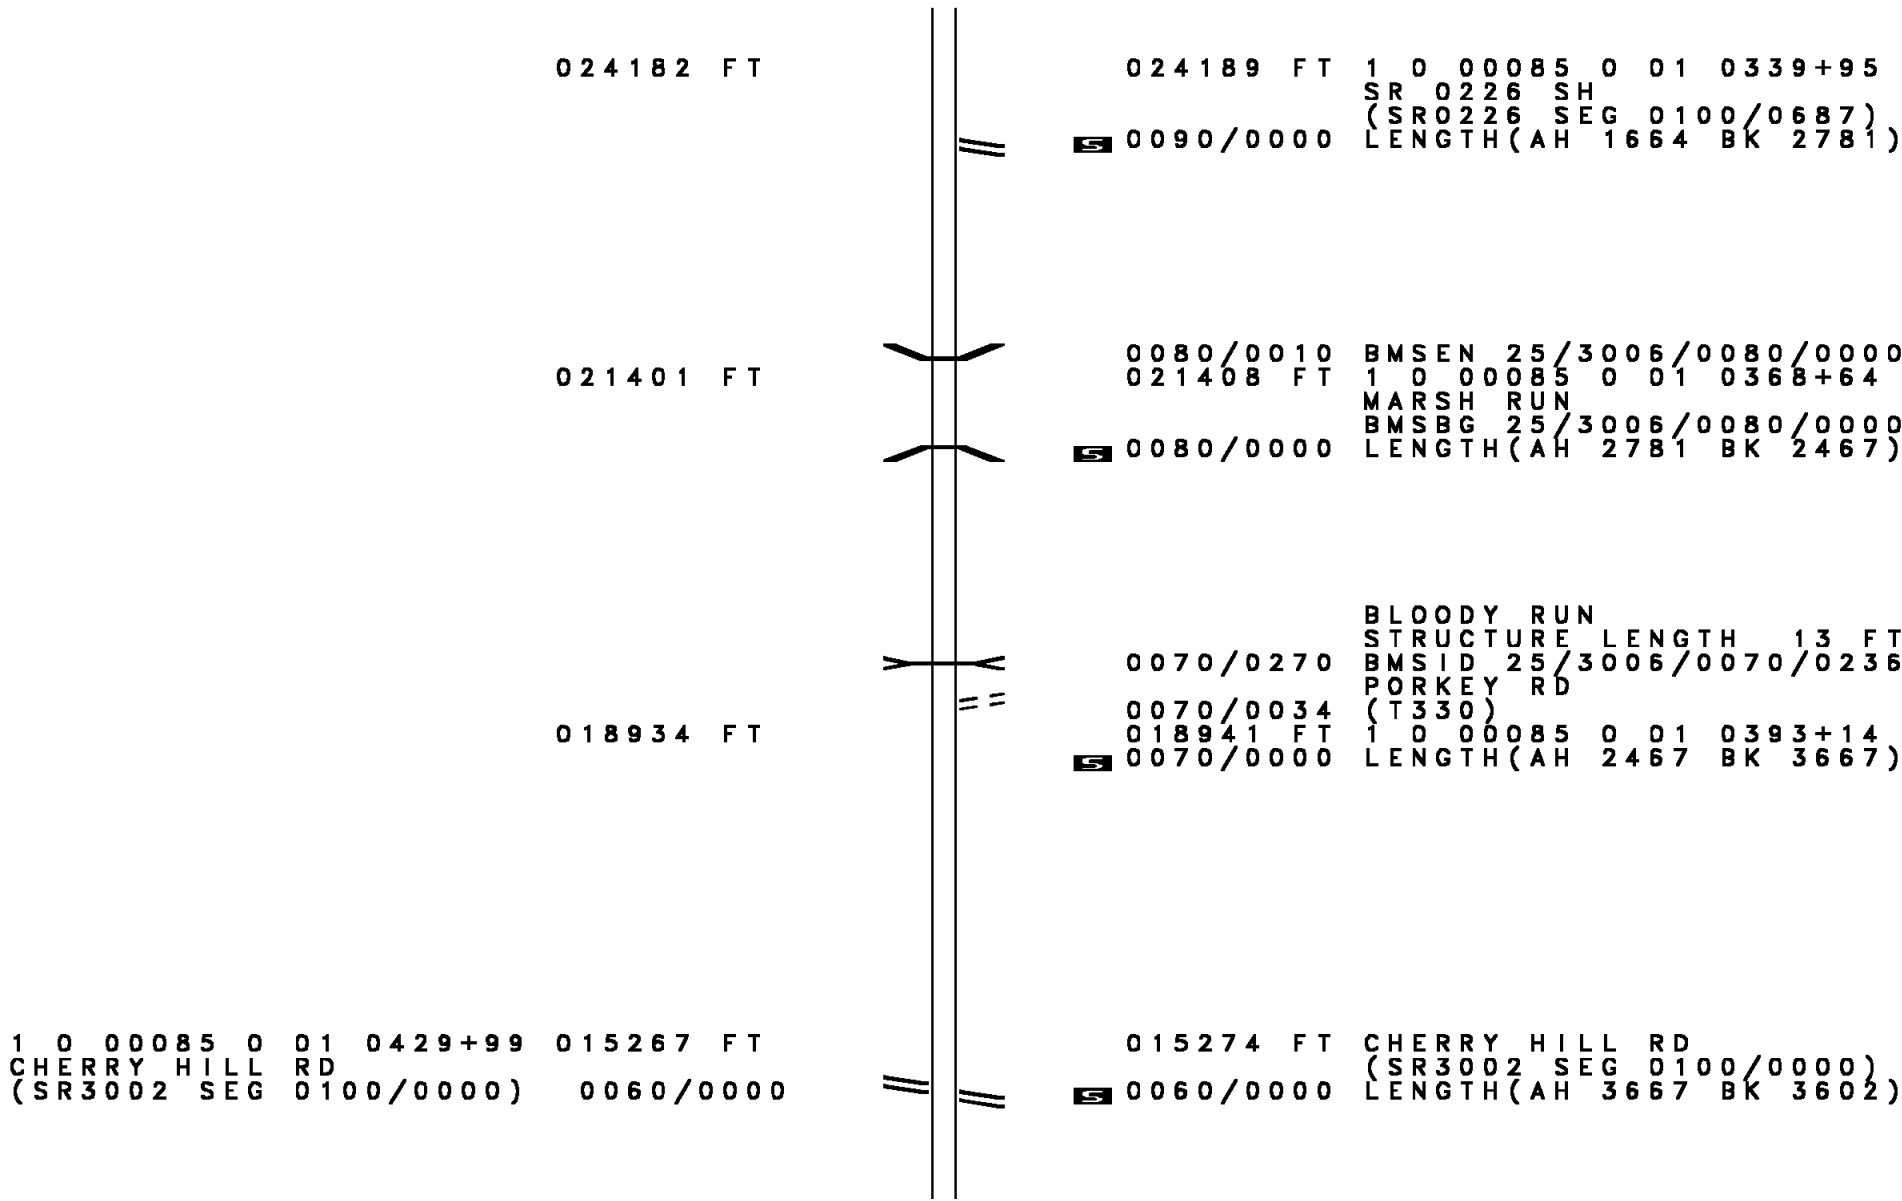 024182 FT 024189 FT 1 0 00085 0 01 0339+95
SR 0226 SH
(SR0226 SEG 0100/0687)
S 0090/0000 LENGTH(AH 1664 BK 2781)
0080/0010 BMSEN 25/3006/0080/0000
021401 FT 021408 FT 1 0 00085 0 01 0368+64
MARSH RUN
BMSBG 25/3006/0080/0000
S 0080/0000 LENGTH(AH 2781 BK 2467)
BLOODY RUN
STRUCTURE LENGTH 13 FT
0070/0270 BMSID 25/3006/0070/0236
PORKEY RD
0070/0034 (T330)
018934 FT 018941 FT 1 0 00085 0 01 0393+14
S 0070/0000 LENGTH(AH 2467 BK 3667)
1 0 00085 0 01 0429+99 015267 FT 015274 FT CHERRY HILL RD
CHERRY HILL RD (SR3002 SEG 0100/0000)
(SR3002 SEG 0100/0000) 0060/0000 S 0060/0000 LENGTH(AH 3667 BK 3602)